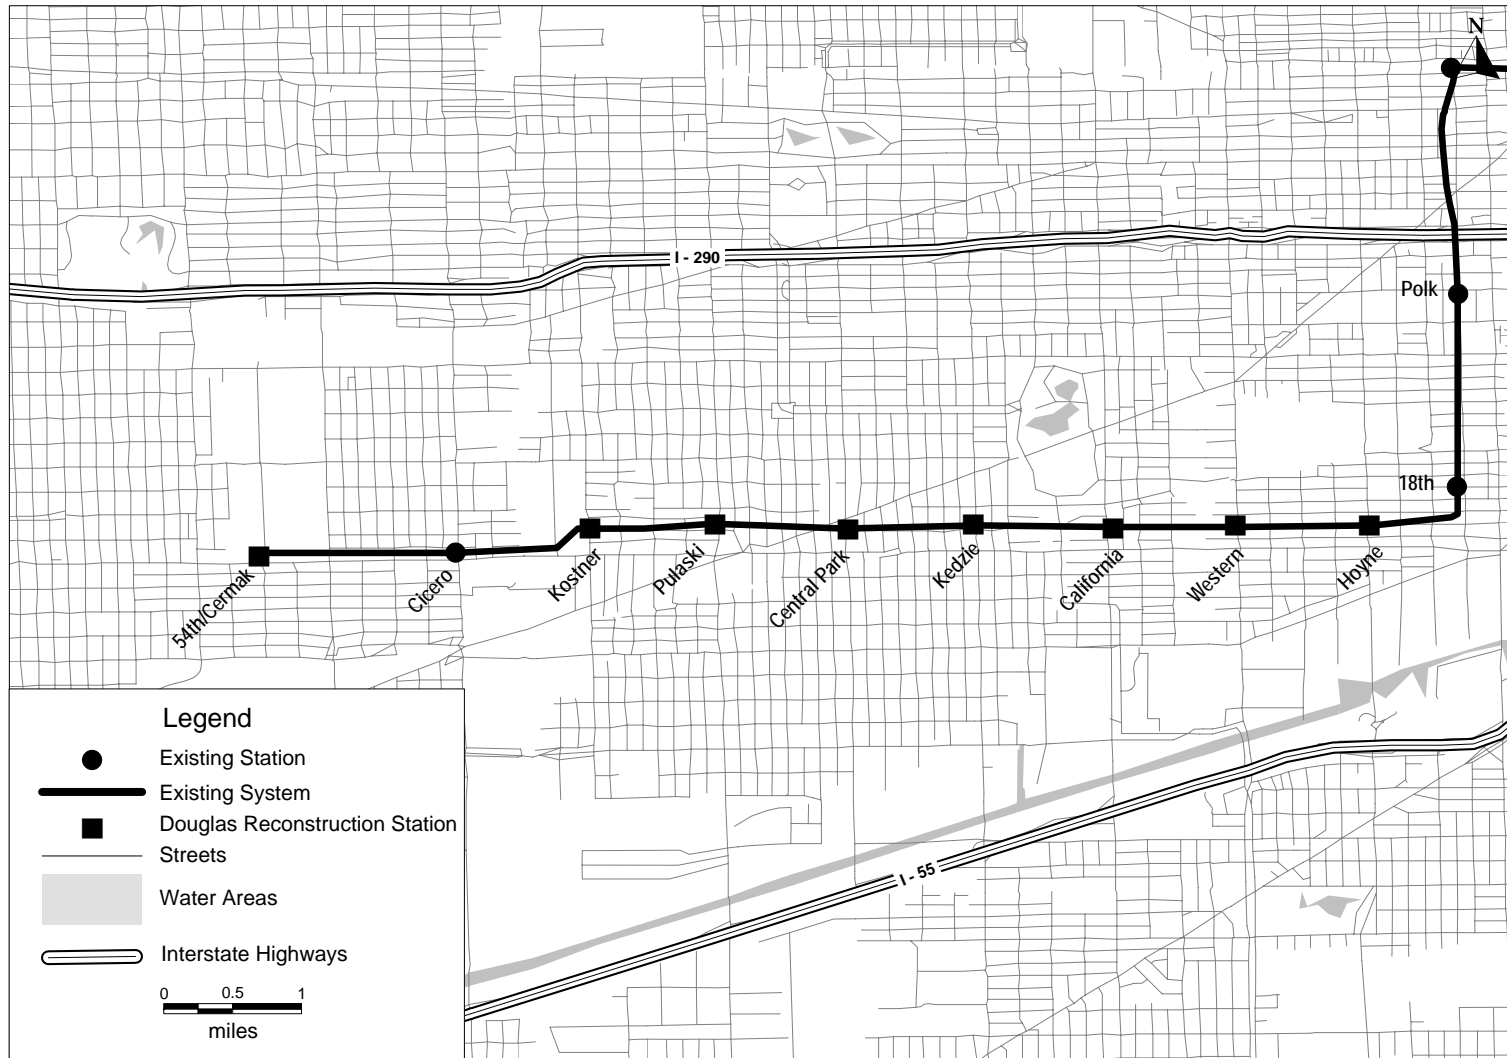 N
I - 290
Polk
18th
54th/Cermak
Cicero
Kostner
Pulaski
Central Park
Kedzie
California
Western
Hoyne
I - 55
Legend
Existing Station
Existing System
Douglas Reconstruction Station
Streets
Water Areas
Interstate Highways
0 0.5 1
miles